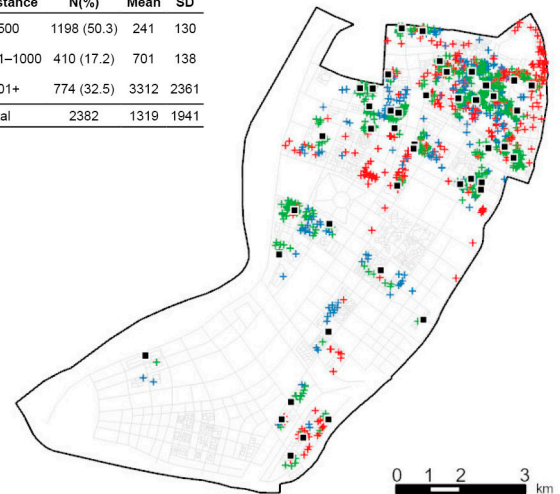 stance N(%) Mean SD
500 1198 (50.3) 241 130
1–1000 410 (17.2) 701 138
01+ 774 (32.5) 3312 2361
al 2382 1319 1941
0 1 2 3
km